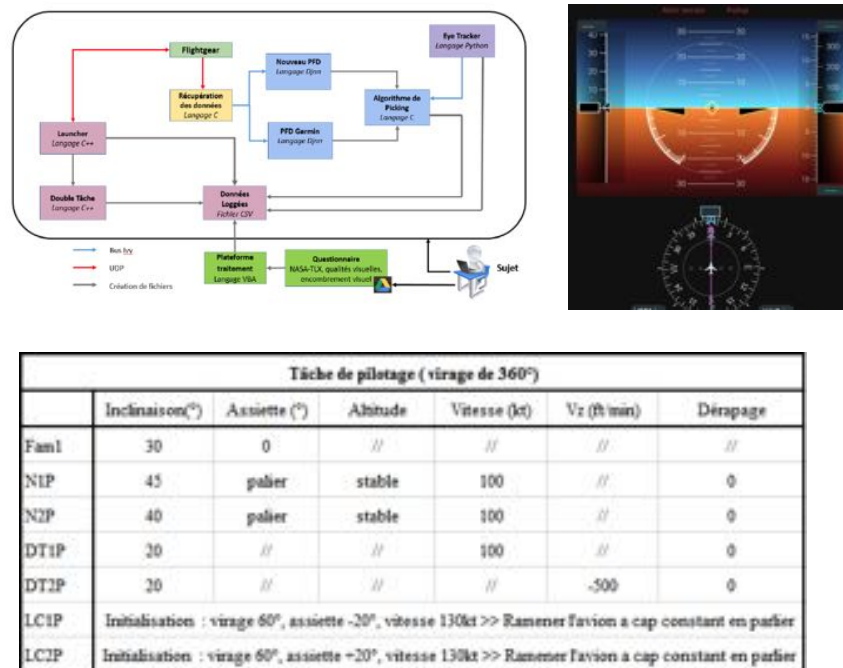 Flightgear
Eye Tracker
Langage Python
Nouveau PFD
Langage Djnn
Récupération
des données
Langage C
Algorithme de
Picking
Langage C
Launcher
Langage C++
PFD Garmin
Langage Djnn
Double Tâche
Langage C++
Données
Loggées
Fichier CSV
Bus Ivy
UDP
Création de fichiers
Plateforme
traitement
Langage VBA
Questionnaire
NASA-TLX, qualités visuelles,
encombrement visuel
Sujet
Tâche de pilotage ( virage de 360°)
Inclinaison(°) Assiette (°) Altitude Vitesse (kt) Vz (ft/min) Dérapage
Fam1 30 0 // // // //
N1P 45 palier stable 100 // 0
N2P 40 palier stable 100 // 0
DT1P 20 // // 100 // 0
DT2P 20 // // // -500 0
LC1P Initialisation : virage 60°, assiette -20°, vitesse 130kt >> Ramener l'avion a cap constant en parlier
LC2P Initialisation : virage 60°, assiette +20°, vitesse 130kt >> Ramener l'avion a cap constant en parlier